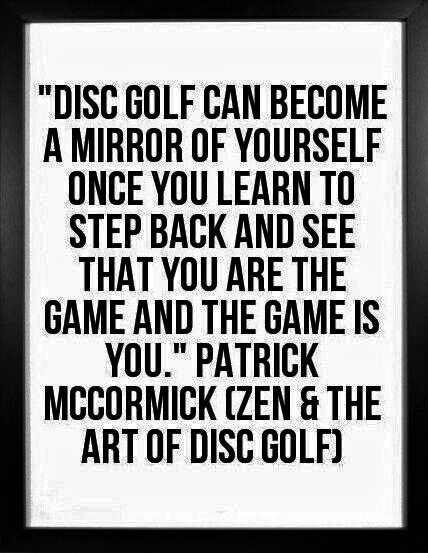 "DISC GOLF CAN BECOME
A MIRROR OF YOURSELF
ONCE YOU LEARN TO
STEP BACK AND SEE
THAT YOU ARE THE
GAME AND THE GAME IS
YOU." PATRICK
MCCORMICK (ZEN & THE
ART OF DISC GOLF)